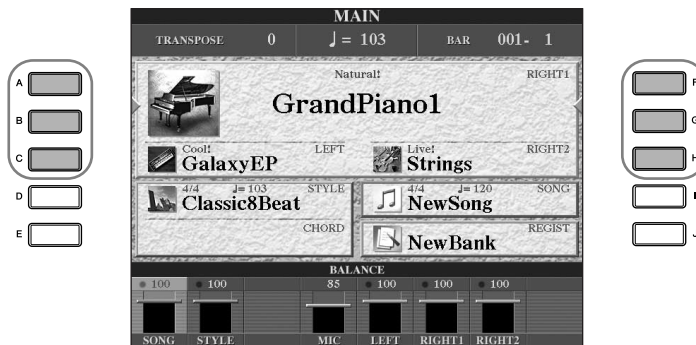 MAIN
TRANSPOSE 0 ♩ = 103 BAR 001- 1
A
B
C
D
E
Natural! RIGHT1
GrandPiano1
Cool! LEFT
GalaxyEP
Live! RIGHT2
Strings
4/4 ♩= 103 STYLE
Classic8Beat
CHORD
4/4 ♩= 120 SONG
NewSong
REGIST
NewBank
BALANCE
100 100 85 100 100 100
SONG STYLE MIC LEFT RIGHT1 RIGHT2